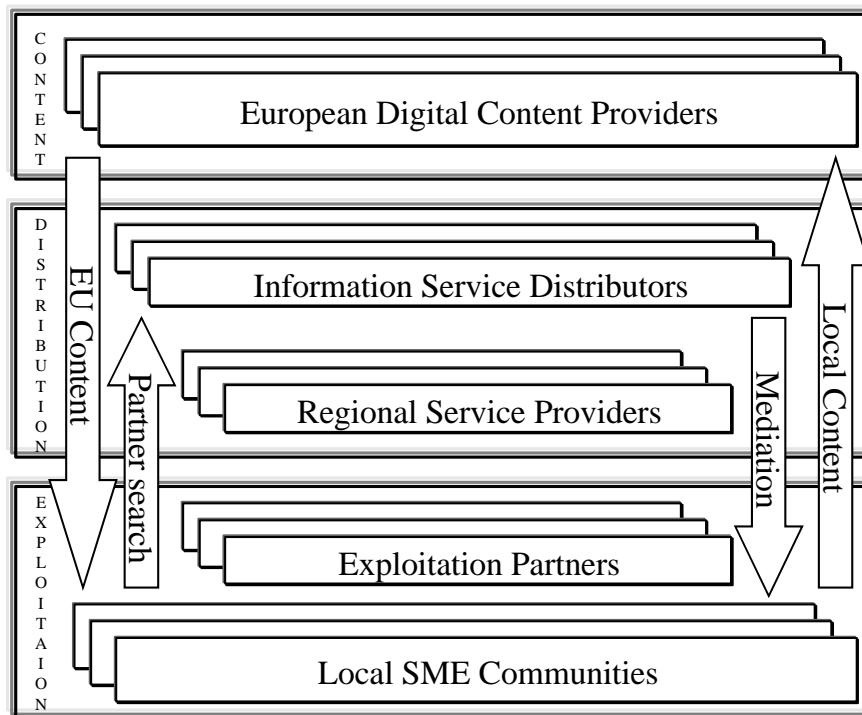 CONTENT
European Digital Content Providers
DISTRIBUTION
EU Content
Information Service Distributors
Local Content
Partner search
Regional Service Providers
Mediation
EXPLOITAION
Exploitation Partners
Local SME Communities